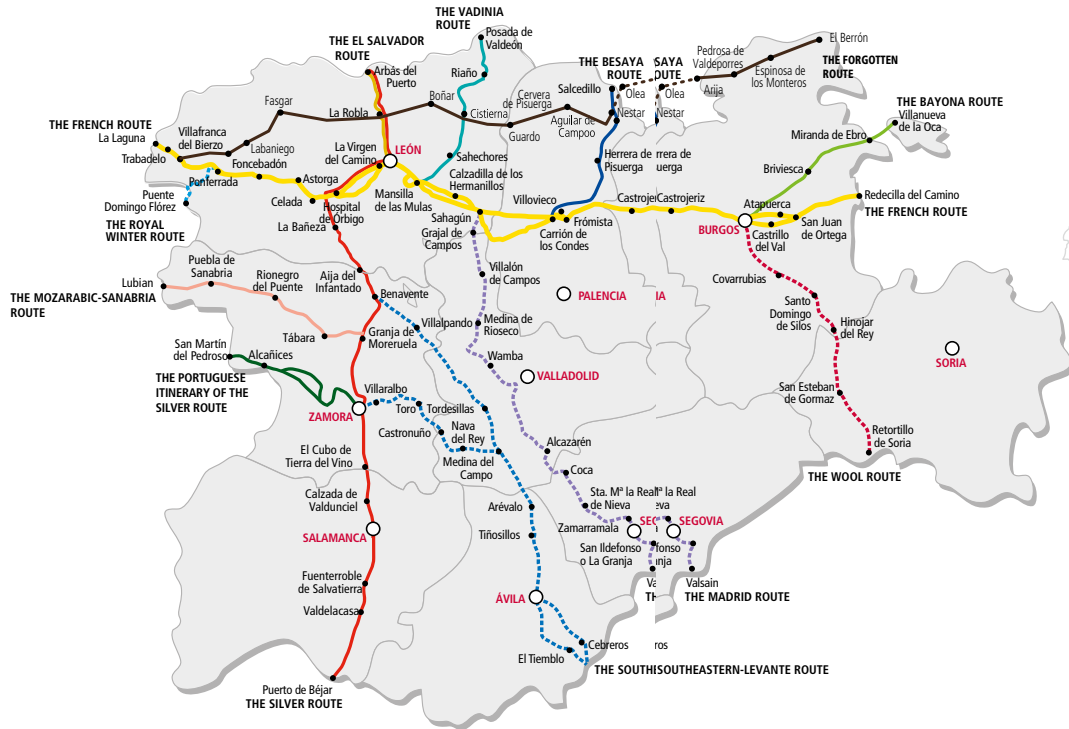 THE VADINIA
ROUTE
Posada de
Valdeón
THE EL SALVADOR
ROUTE
Arbás del
Puerto
Riaño
THE BESAYA
ROUTE
SAYA
OUTE
Pedrosa de
Valdeporres
El Berrón
THE FORGOTTEN
ROUTE
Espinosa de
los Monteros
Arija
Salcedillo
Olea
Olea
Nestar
Nestar
Cervera
de Pisuerga
Aguilar de
Campoo
Boñar
Cistierna
Guardo
Fasgar
La Robla
THE BAYONA ROUTE
Villanueva
de la Oca
Miranda de Ebro
Briviesca
THE FRENCH ROUTE
La Laguna
Villafranca
del Bierzo
Trabadelo
Labaniego
Foncebadón
Ponferrada
Astorga
La Virgen
del Camino
LEÓN
Sahechores
Calzadilla de los
Hermanillos
Herrera de
Pisuerga
rrera de
uerga
Puente
Domingo Flórez
THE ROYAL
WINTER ROUTE
Celada
Hospital
de Órbigo
La Bañeza
Mansilla
de las Mulas
Sahagún
Grajal de
Campos
Villovieco
Carrión de
los Condes
Frómista
Castroje
Castrojeriz
Atapuerca
BURGOS
Castrillo
del Val
San Juan
de Ortega
Redecilla del Camino
THE FRENCH ROUTE
Lubian
Puebla de
Sanabria
Rionegro
del Puente
THE MOZARABIC-SANABRIA
ROUTE
Aija del
Infantado
Benavente
Villalón
de Campos
Covarrubias
PALENCIA
IA
Santo
Domingo
de Silos
Hinojar
del Rey
Tábara
Granja de
Moreruela
Villalpando
Medina de
Rioseco
San Martín
del Pedroso
Alcañices
Wamba
SORIA
THE PORTUGUESE
ITINERARY OF THE
SILVER ROUTE
Villaralbo
VALLADOLID
San Esteban
de Gormaz
ZAMORA
Toro
Tordesillas
Castronuño
Nava
del Rey
Medina del
Campo
Alcazarén
Retortillo
de Soria
THE WOOL ROUTE
El Cubo de
Tierra del Vino
Coca
Calzada de
Valdunciel
Arévalo
Sta. Mª la Real
de Nieva
ª la Real
eva
SALAMANCA
Tiñosillos
Zamarramala
SEG
SEGOVIA
San Ildefonso
o La Granja
fonso
nja
Fuenterroble
de Salvatierra
Valdelacasa
ÁVILA
Va
TH
Valsain
THE MADRID ROUTE
El Tiemblo
Cebreros
ros
THE SOUTH
SOUTHEASTERN-LEVANTE ROUTE
Puerto de Béjar
THE SILVER ROUTE